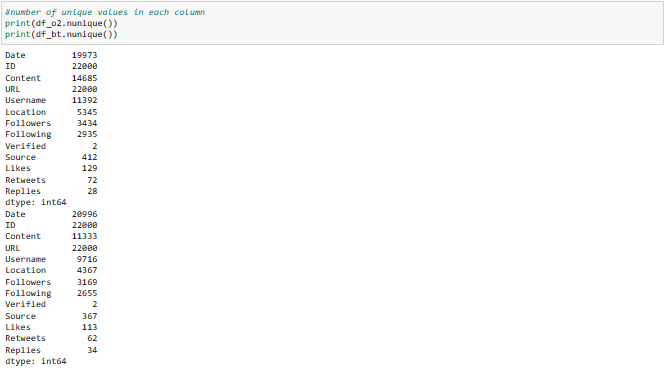 #number of unique values in each column
print(df_o2.nunique())
print(df_bt.nunique())
Date 19973
ID 22000
Content 14685
URL 22000
Username 11392
Location 5345
Followers 3434
Following 2935
Verified 2
Source 412
Likes 129
Retweets 72
Replies 28
dtype: int64
Date 20996
ID 22000
Content 11333
URL 22000
Username 9716
Location 4367
Followers 3169
Following 2655
Verified 2
Source 367
Likes 113
Retweets 62
Replies 34
dtype: int64